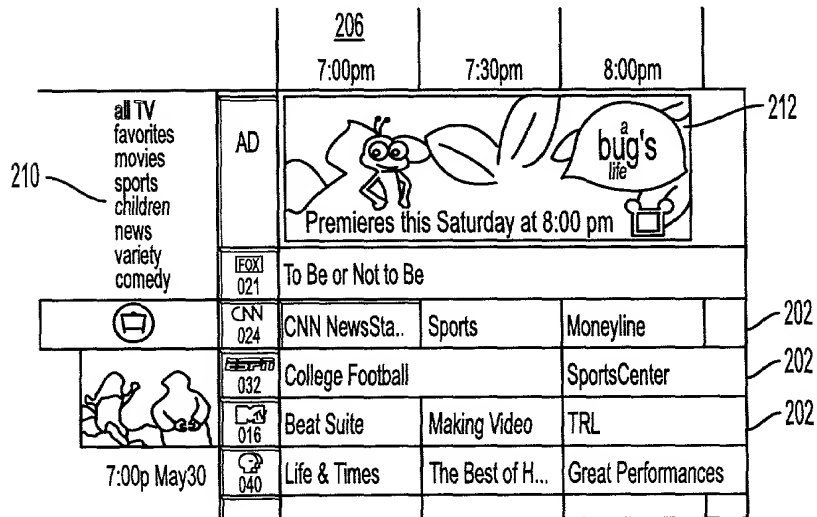 206
7:00pm 7:30pm 8:00pm
all TV
favorites
movies
sports
children
news
variety
comedy
210
AD
a
bug's
life
212
Premieres this Saturday at 8:00 pm
FOX
021
To Be or Not to Be
CNN
024
CNN NewsSta.. Sports Moneyline
202
ESPN
032
College Football SportsCenter
202
MTV
016
Beat Suite Making Video TRL
202
7:00p May30
040
Life & Times The Best of H... Great Performances